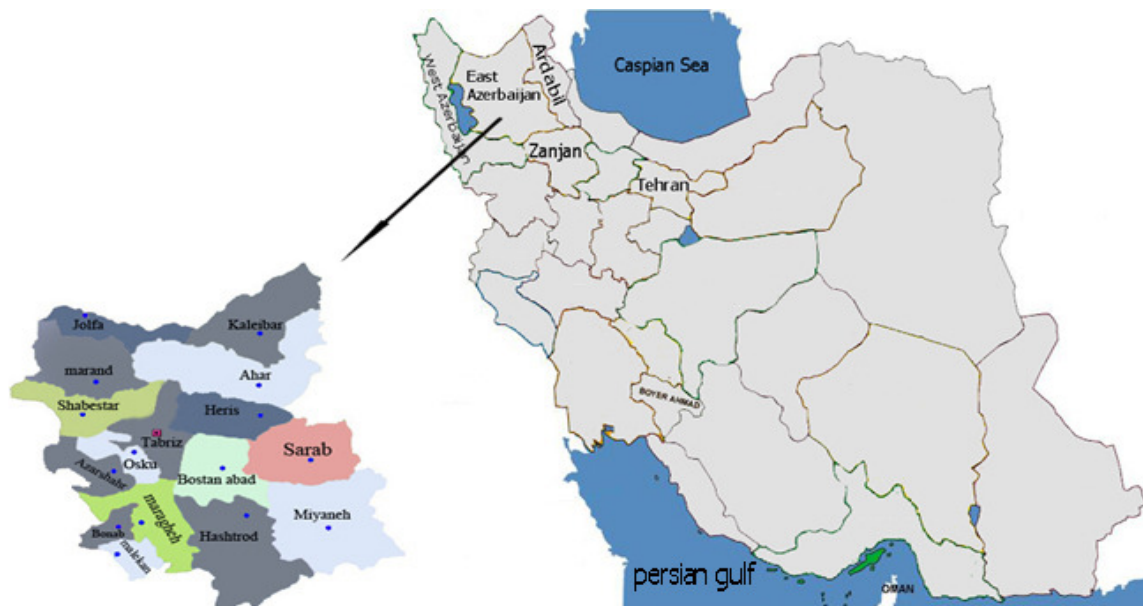 Caspian Sea
Ardabil
East
Azerbaijan
West Azerbaijan
Zanjan
Tehran
BOYER AHMAD
persian gulf
OMAN
Jolfa
Kaleibar
marand
Ahar
Shabestar
Heris
Tabriz
Osku
Sarab
Azarshahr
Bostan abad
maragheh
Bonab
Hashtrod
Miyaneh
malekan